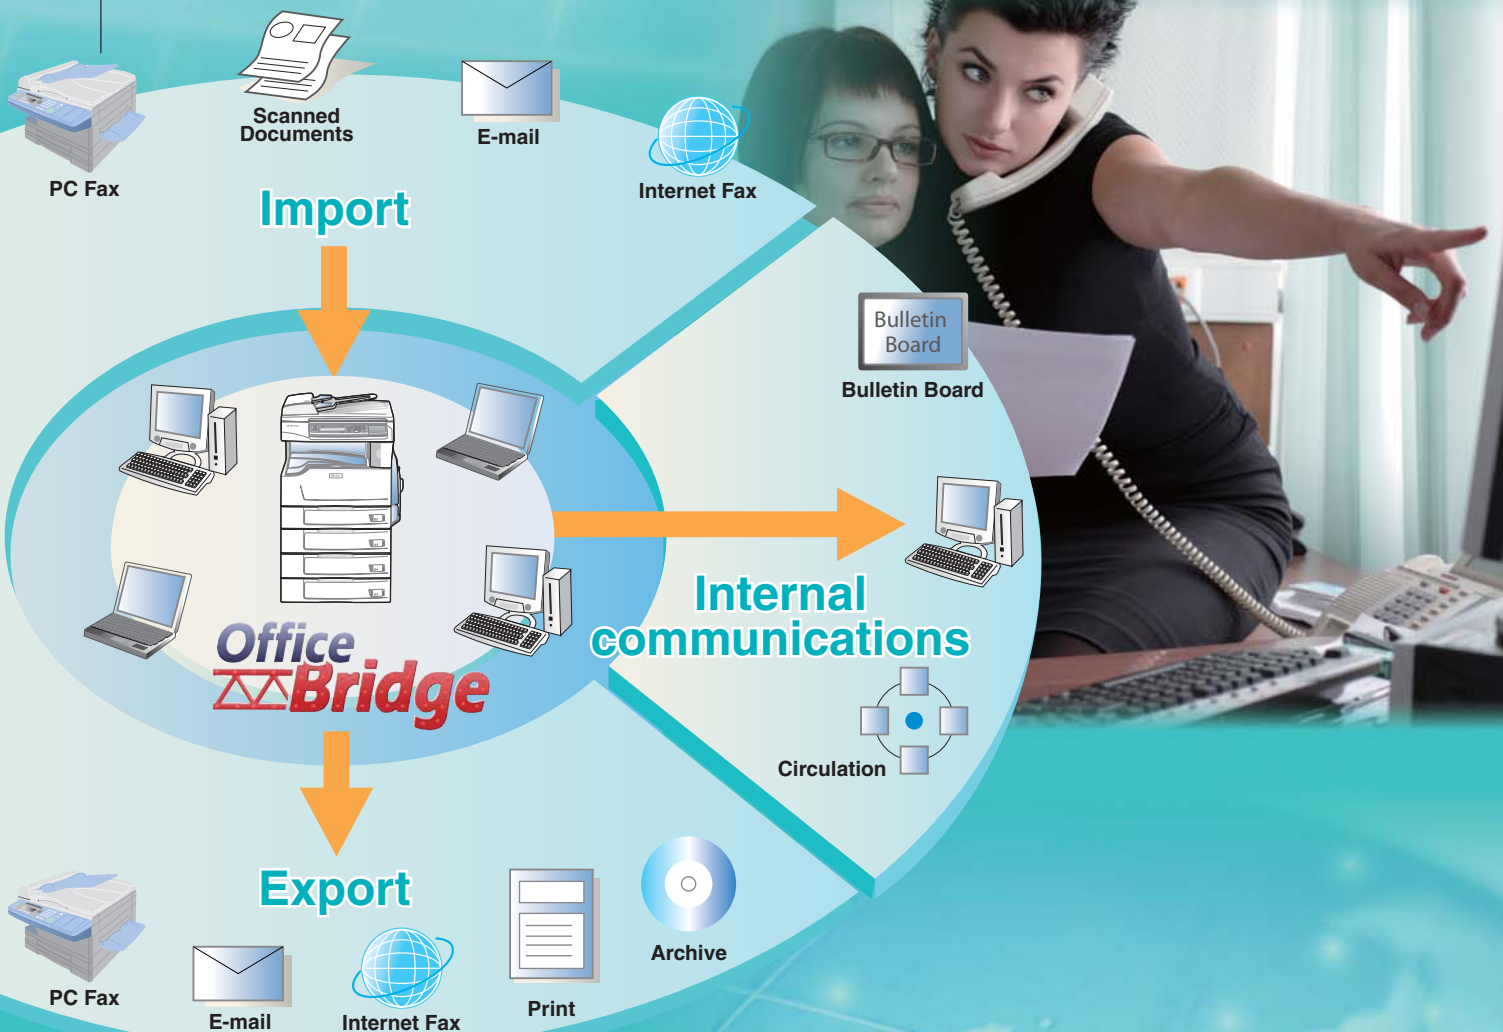 Scanned
Documents
E-mail
PC Fax
Internet Fax
Import
Bulletin
Board
Bulletin Board
Internal
communications
Office
Bridge
Circulation
Export
Archive
PC Fax
E-mail
Internet Fax
Print